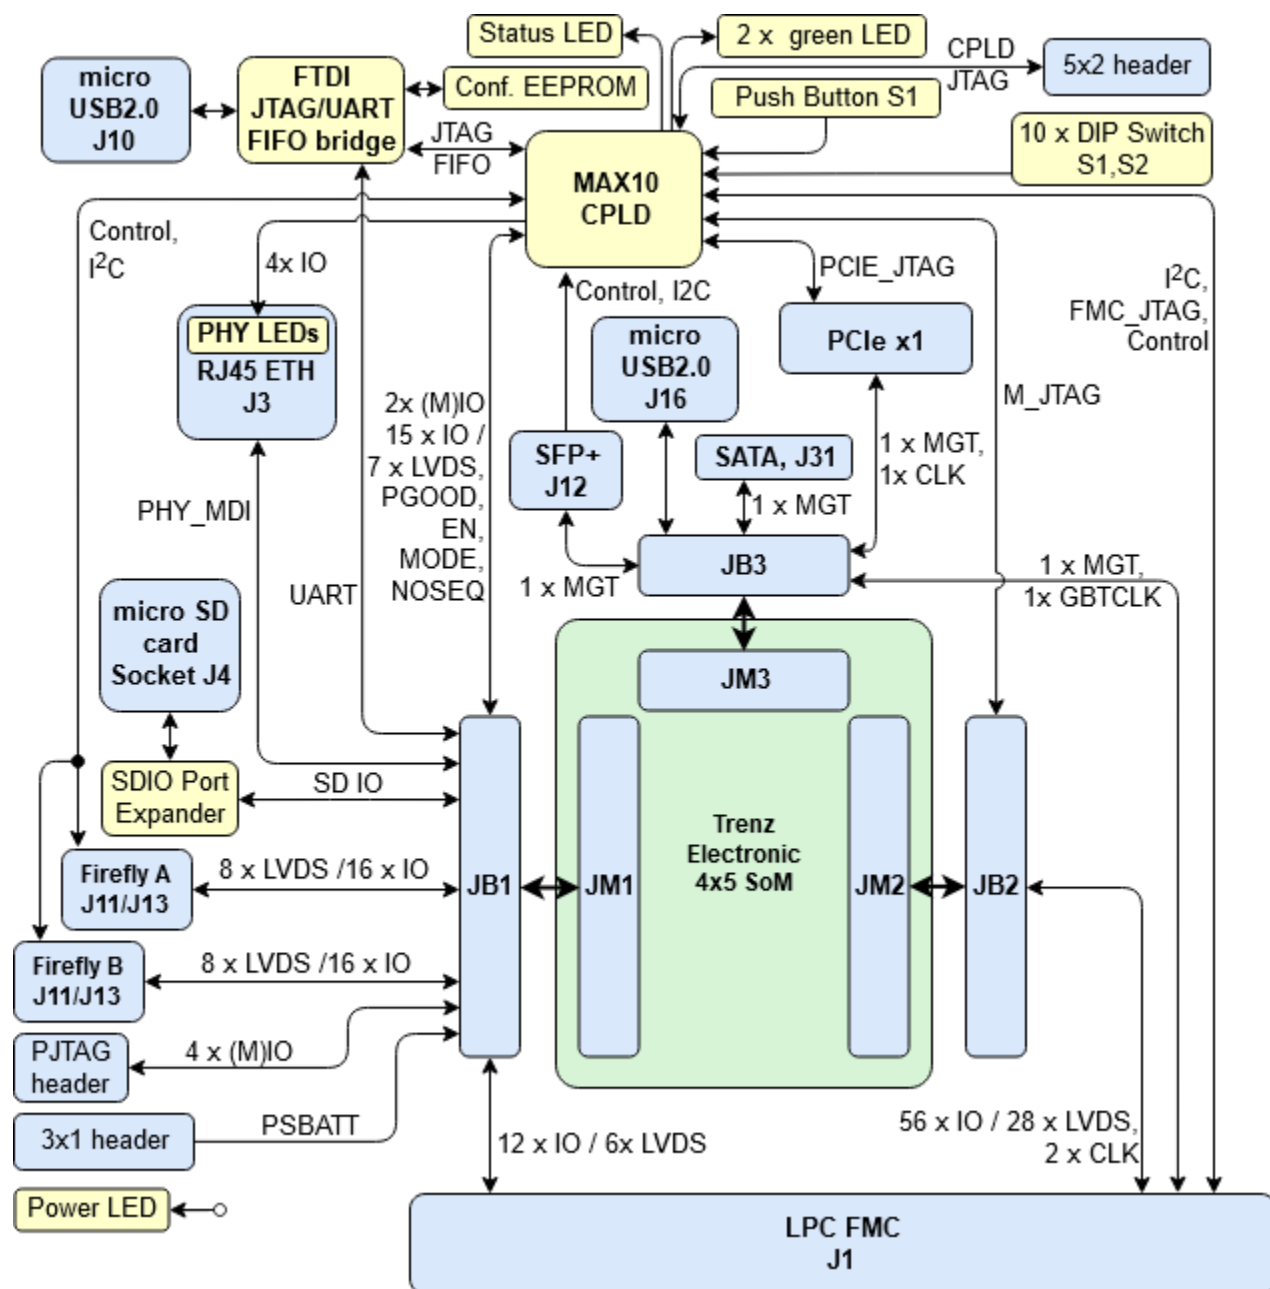 Status LED
2 x  green LED
CPLD
JTAG
5x2 header
micro
USB2.0
J10
FTDI
JTAG/UART
FIFO bridge
Conf. EEPROM
Push Button S1
10 x DIP Switch
S1,S2
JTAG
FIFO
MAX10
CPLD
Control,
I²C
4x IO
PHY LEDs
RJ45 ETH
J3
Control, I2C
PCIE_JTAG
I²C,
FMC_JTAG,
Control
micro
USB2.0
J16
PCIe x1
M_JTAG
2x (M)IO
15 x IO /
7 x LVDS,
PGOOD,
EN,
MODE,
NOSEQ
SFP+
J12
SATA, J31
1 x MGT,
1x CLK
1 x MGT
PHY_MDI
UART
1 x MGT
JB3
1 x MGT,
1x GBTCLK
micro SD
card
Socket J4
JM3
SDIO Port
Expander
SD IO
Trenz
Electronic
4x5 SoM
Firefly A
J11/J13
8 x LVDS /16 x IO
JB1
JM1
JM2
JB2
Firefly B
J11/J13
8 x LVDS /16 x IO
PJTAG
header
4 x (M)IO
3x1 header
PSBATT
12 x IO / 6x LVDS
56 x IO / 28 x LVDS,
2 x CLK
Power LED
LPC FMC
J1